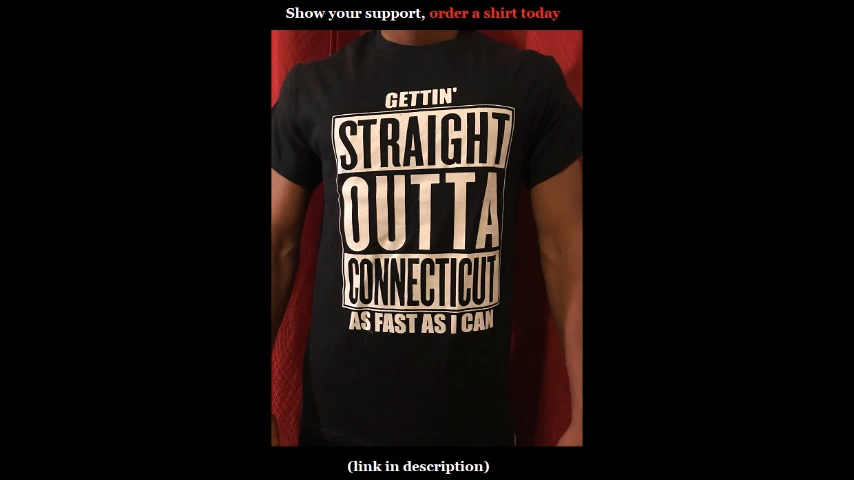 Show your support, order a shirt today
GETTIN'
STRAIGHT
OUTTA
CONNECTICUT
AS FAST AS I CAN
(link in description)